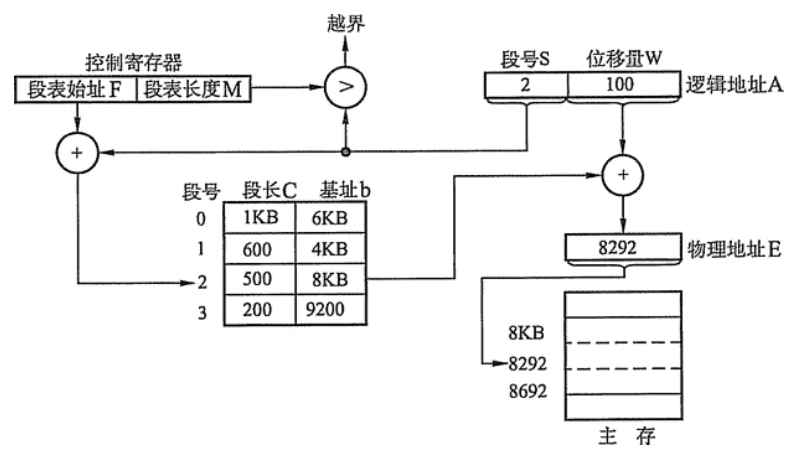 越界
控制寄存器
段表始址F 段表长度M
>
段号S 位移量W
2 100 逻辑地址A
+
+
段号 段长C 基址b
0 1KB 6KB
1 600 4KB
2 500 8KB
3 200 9200
8292 物理地址E
8KB
8292
8692
主 存